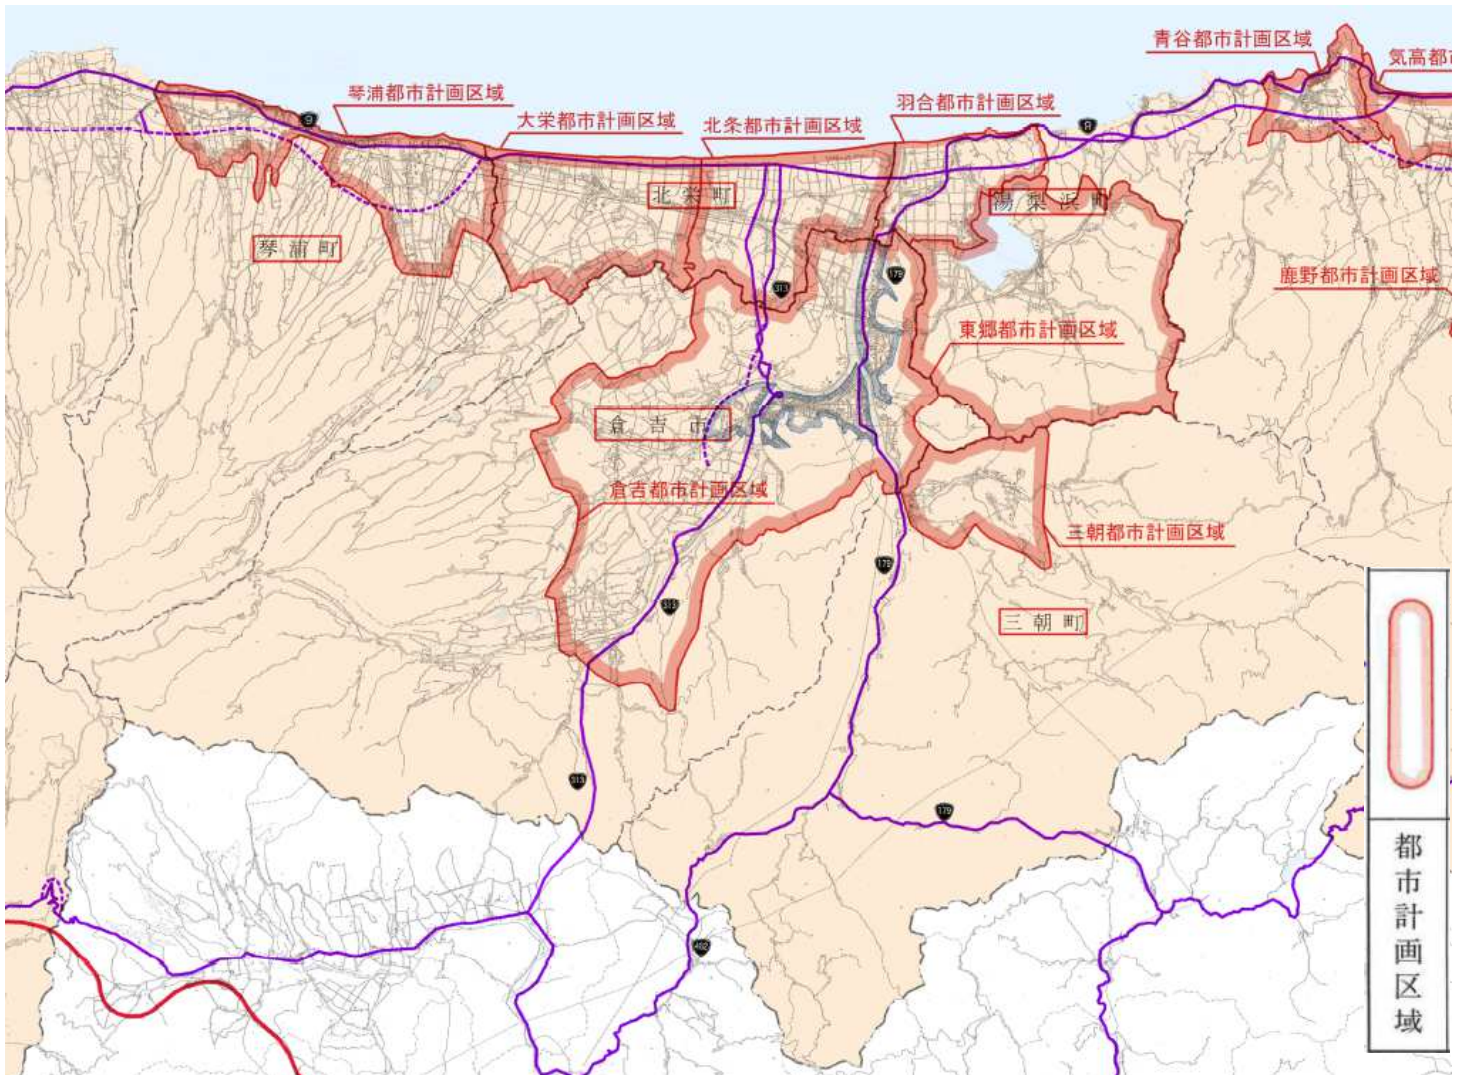 青谷都市計画区域
気高都市
琴浦都市計画区域
羽合都市計画区域
大栄都市計画区域
北条都市計画区域
9
9
北栄町
湯梨浜町
琴浦町
179
313
鹿野都市計画区域
東郷都市計画区域
倉吉市
倉吉都市計画区域
三朝都市計画区域
179
313
三朝町
313
179
482
都市計画区域